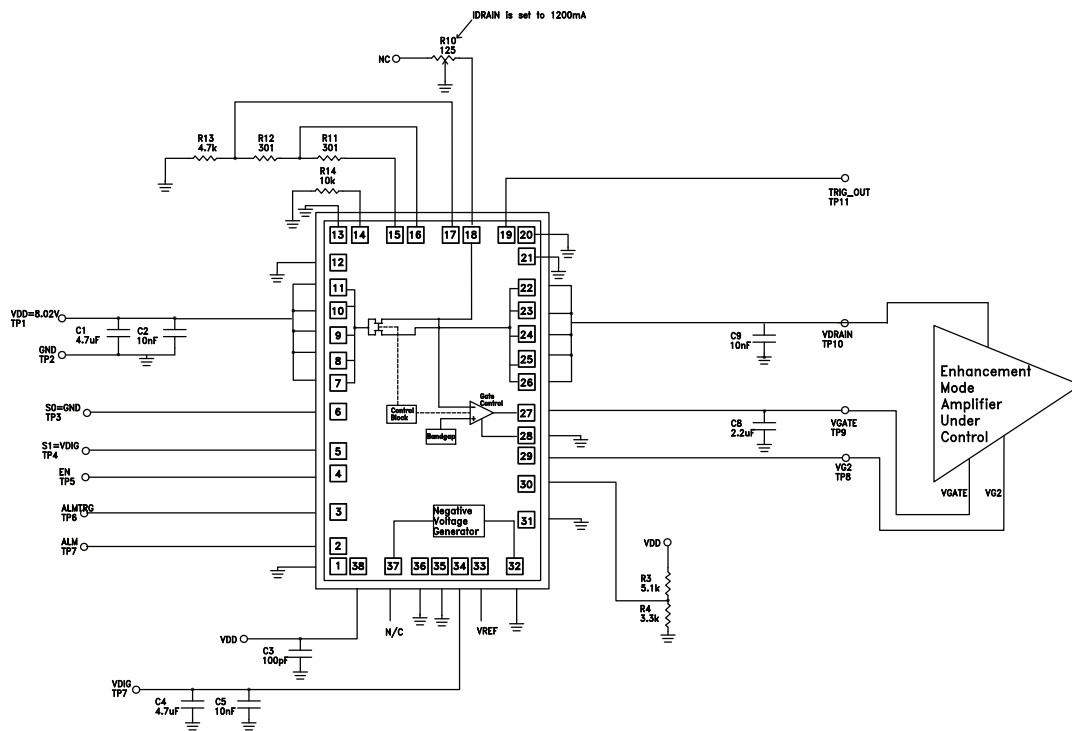 IDRAIN is set to 1200mA
R10
125
NC
R13
4.7k
R12
301
R11
301
R14
10k
TRIG_OUT
TP11
13
14
15
16
17
18
19
20
21
12
11
10
9
8
7
6
5
4
3
2
1
22
23
24
25
26
27
28
29
30
31
38
37
36
35
34
33
32
VDD=8.02V
TP1
C1
4.7uF
C2
10nF
GND
TP2
S0=GND
TP3
S1=VDIG
TP4
EN
TP5
ALMTRG
TP6
ALM
TP7
Control
Block
Gate
Control
Bandgap
Negative
Voltage
Generator
C9
10nF
VDRAIN
TP10
C8
2.2uF
VGATE
TP9
VG2
TP8
Enhancement
Mode
Amplifier
Under
Control
VGATE
VG2
VDD
R3
5.1k
R4
3.3k
VDD
C3
100pF
N/C
VREF
VDIG
TP7
C4
4.7uF
C5
10nF